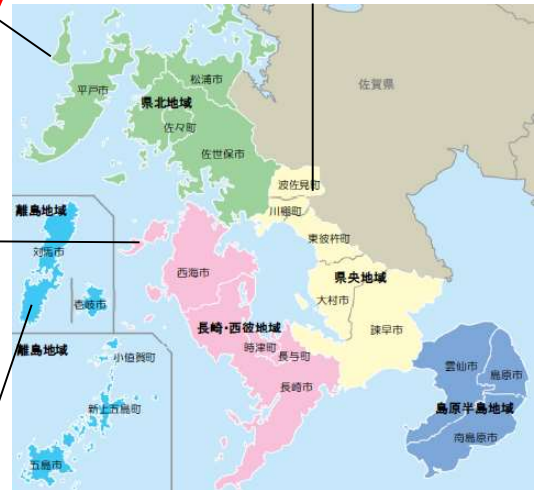 松浦市
佐賀県
平戸市
県北地域
佐々町
佐世保市
波佐見町
川棚町
離島地域
対馬市
東彼杵町
西海市
県央地域
大村市
壱岐市
長崎・西彼地域
諫早市
離島地域
時津町
長与町
小値賀町
雲仙市
島原市
長崎市
新上五島町
島原半島地域
南島原市
五島市